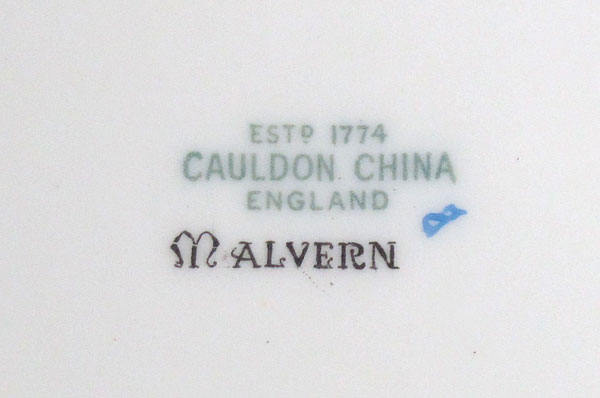 ESTD 1774
CAULDON CHINA
ENGLAND
MALVERN